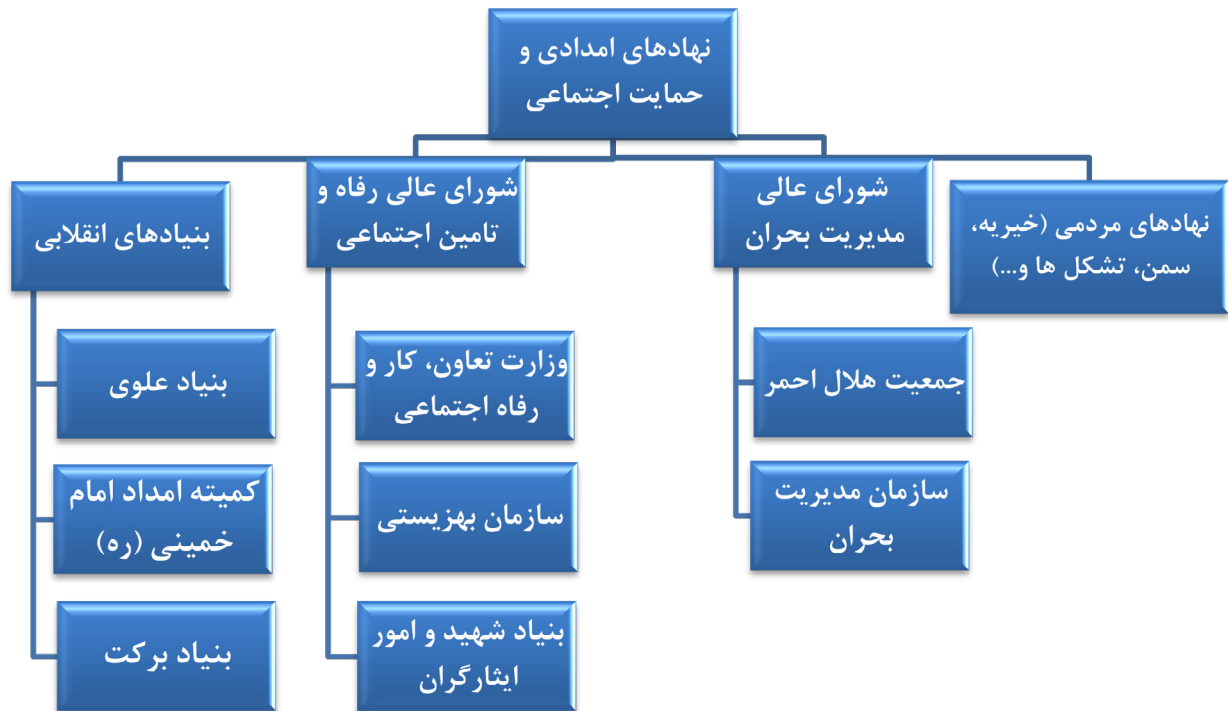 نهادهای امدادی و
حمایت اجتماعی
نهادهای مردمی (خیریه،
سمن، تشکل ها و...)
شورای عالی
مدیریت بحران
جمعیت هلال احمر
سازمان مدیریت
بحران
شورای عالی رفاه و
تامین اجتماعی
وزارت تعاون، کار و
رفاه اجتماعی
سازمان بهزیستی
بنیاد شهید و امور
ایثارگران
بنیادهای انقلابی
بنیاد علوی
کمیته امداد امام
خمینی (ره)
بنیاد برکت